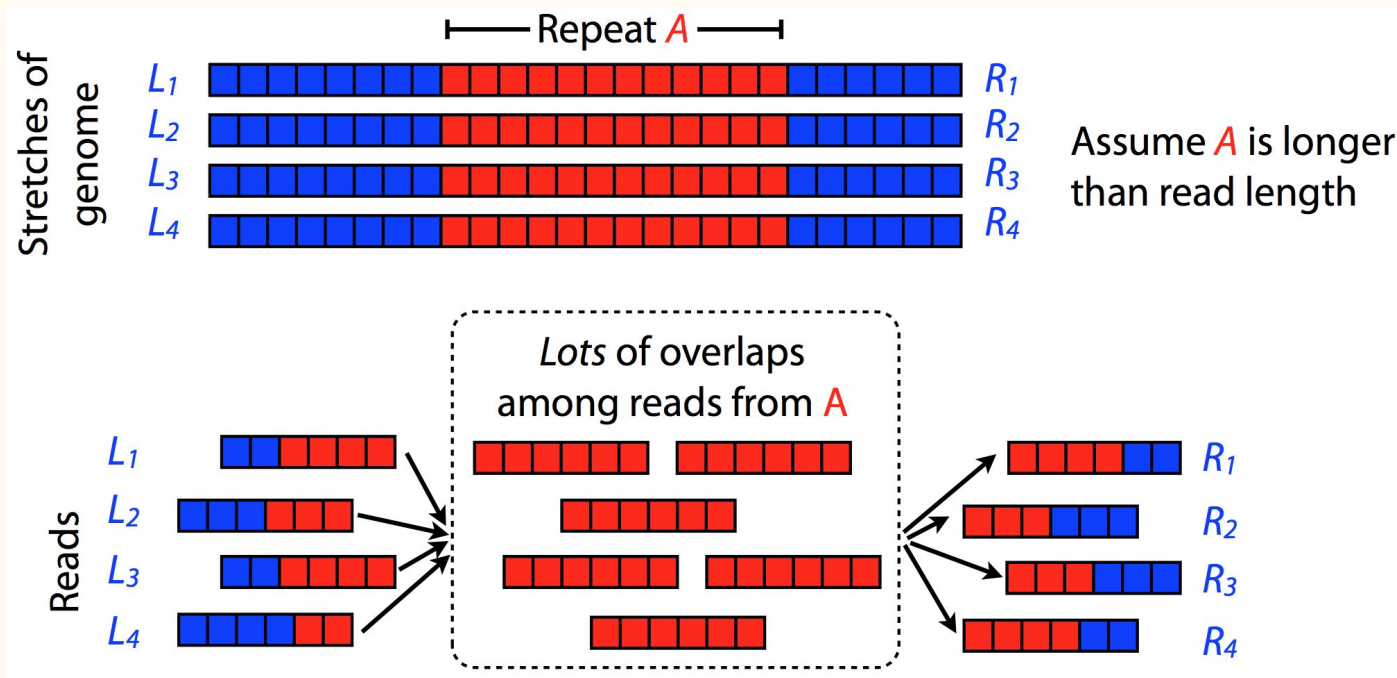 Repeat A
Stretches of
genome
L1
R1
L2
R2
L3
R3
L4
R4
Assume A is longer
than read length
Lots of overlaps
among reads from A
Reads
L1
R1
L2
R2
L3
R3
L4
R4